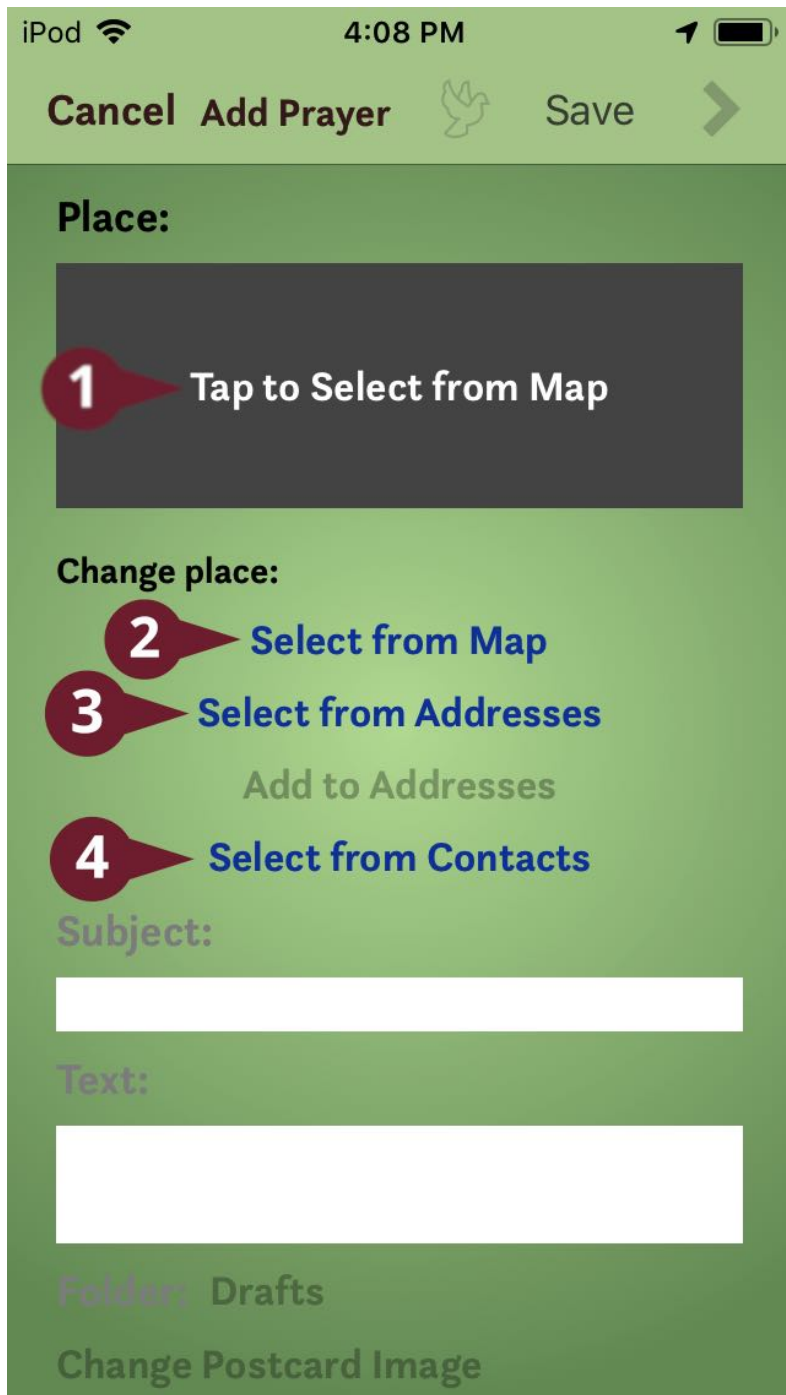 iPod 4:08 PM
Cancel Add Prayer Save
Place:
1 Tap to Select from Map
Change place:
2 Select from Map
3 Select from Addresses
Add to Addresses
4 Select from Contacts
Subject:
Text:
Folder: Drafts
Change Postcard Image